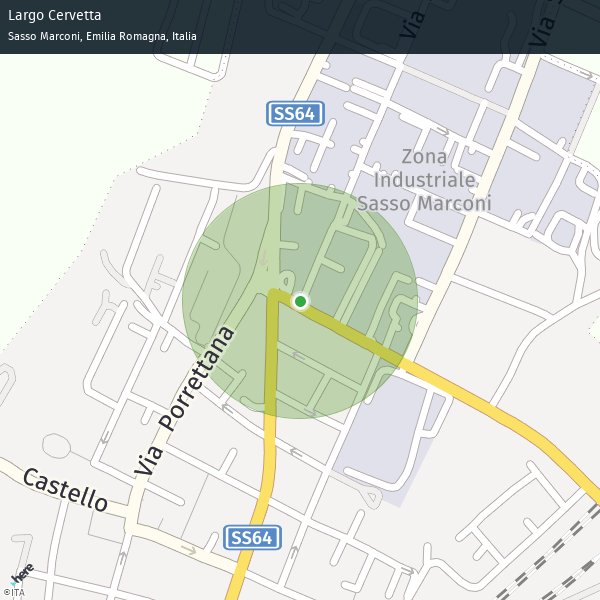 Largo Cervetta
Sasso Marconi, Emilia Romagna, Italia
Via
Via
SS64
Zona
Industriale
Sasso Marconi
Via Porrettana
Castello
SS64
here
©ITA